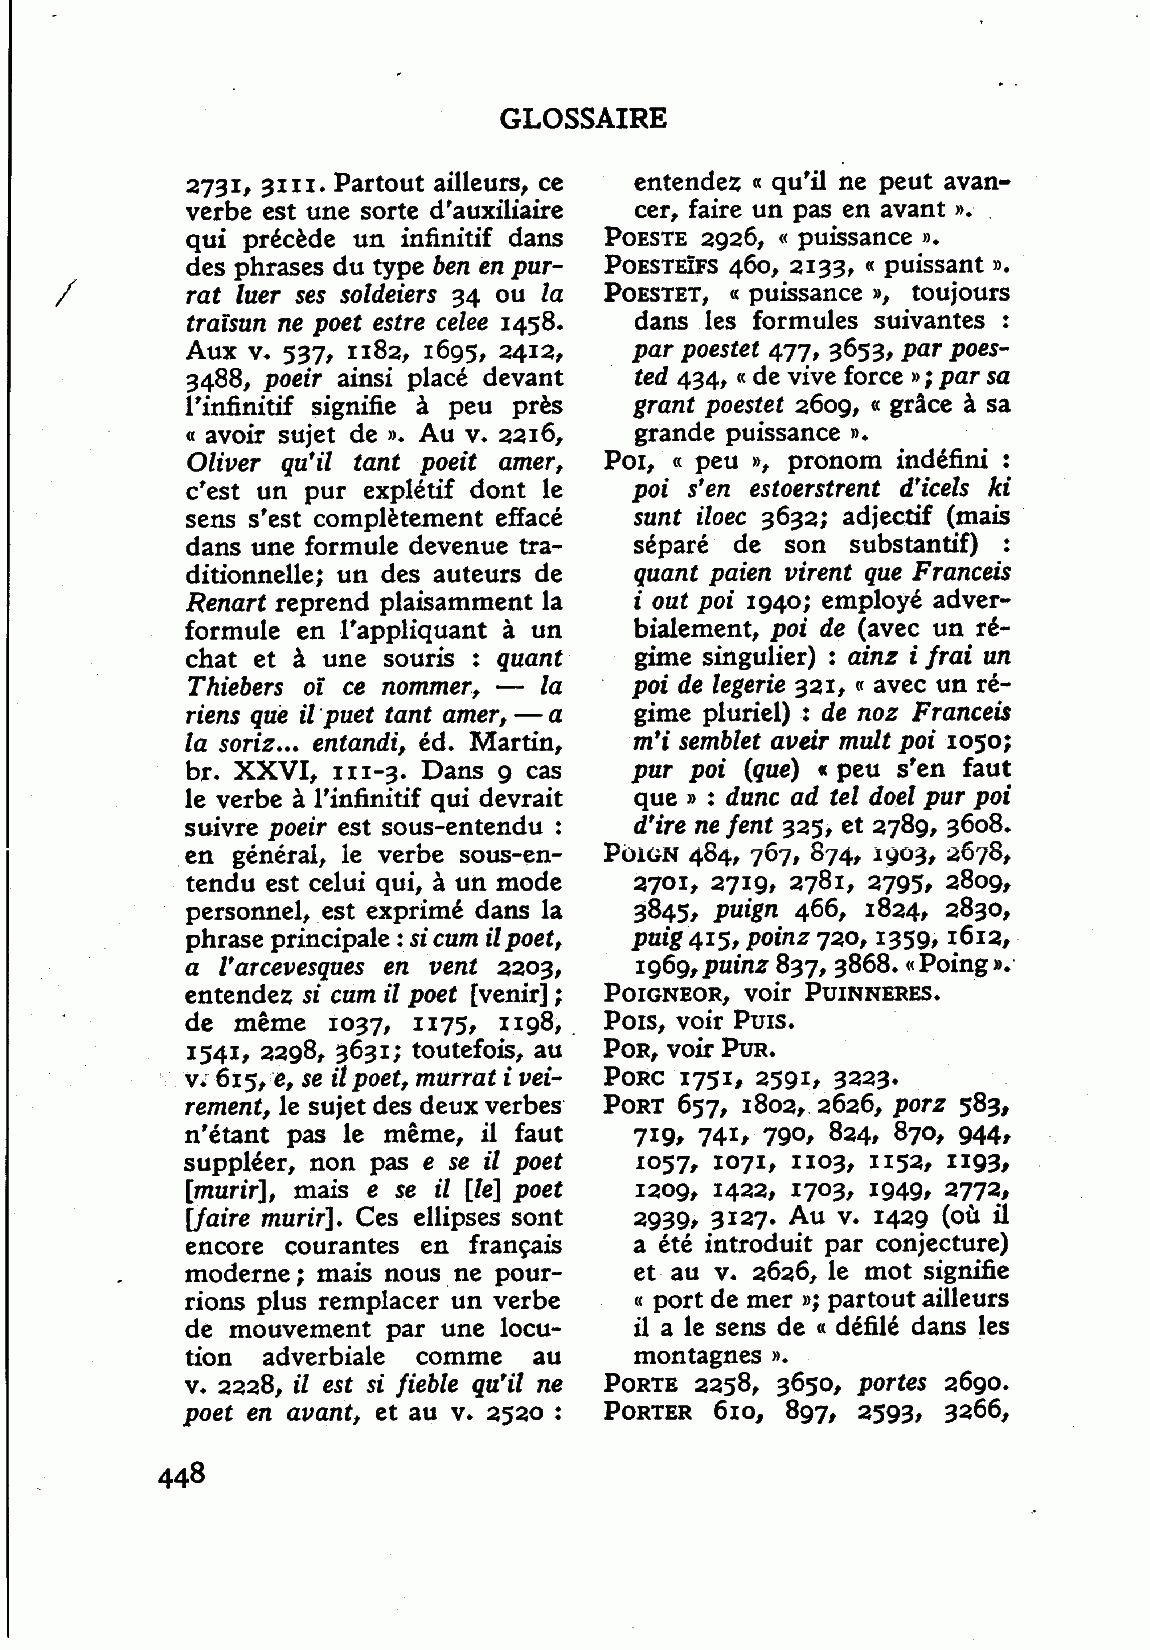 GLOSSAIRE
2731, 3111. Partout ailleurs, ce
verbe est une sorte d'auxiliaire
qui précède un infinitif dans
des phrases du type ben en pur-
rat luer ses soldeiers 34 ou la
traïsun ne poet estre celee 1458.
Aux v. 537, 1182, 1695, 2412,
3488, poeir ainsi placé devant
l'infinitif signifie à peu près
« avoir sujet de ». Au v. 2216,
Oliver qu'il tant poeit amer,
c'est un pur explétif dont le
sens s'est complètement effacé
dans une formule devenue tra-
ditionnelle; un des auteurs de
Renart reprend plaisamment la
formule en l'appliquant à un
chat et à une souris : quant
Thiebers oï ce nommer, — la
riens que il puet tant amer, — a
la soriz... entandi, éd. Martin,
br. XXVI, 111-3. Dans 9 cas
le verbe à l'infinitif qui devrait
suivre poeir est sous-entendu :
en général, le verbe sous-en-
tendu est celui qui, à un mode
personnel, est exprimé dans la
phrase principale : si cum il poet,
a l'arcevesques en vent 2203,
entendez si cum il poet [venir] ;
de même 1037, 1175, 1198,
1541, 2298, 3631; toutefois, au
v. 615, e, se il poet, murrat i vei-
rement, le sujet des deux verbes
n'étant pas le même, il faut
suppléer, non pas e se il poet
[murir], mais e se il [le] poet
[faire murir]. Ces ellipses sont
encore courantes en français
moderne ; mais nous ne pour-
rions plus remplacer un verbe
de mouvement par une locu-
tion adverbiale comme au
v. 2228, il est si fieble qu'il ne
poet en avant, et au v. 2520 :
entendez « qu'il ne peut avan-
cer, faire un pas en avant ».
POESTE 2926, « puissance ».
POESTEÏFS 460, 2133, « puissant ».
POESTET, « puissance », toujours
dans les formules suivantes :
par poestet 477, 3653, par poes-
ted 434, « de vive force » ; par sa
grant poestet 2609, « grâce à sa
grande puissance ».
POI, « peu », pronom indéfini :
poi s'en estoerstrent d'icels ki
sunt iloec 3632; adjectif (mais
séparé de son substantif) :
quant paien virent que Franceis
i out poi 1940; employé adver-
bialement, poi de (avec un ré-
gime singulier) : ainz i frai un
poi de legerie 321, « avec un ré-
gime pluriel) : de noz Franceis
m'i semblet aveir mult poi 1050;
pur poi (que) « peu s'en faut
que » : dunc ad tel doel pur poi
d'ire ne fent 325, et 2789, 3608.
POIGN 484, 767, 874, 1903, 2678,
2701, 2719, 2781, 2795, 2809,
3845, puign 466, 1824, 2830,
puig 415, poinz 720, 1359, 1612,
1969, puinz 837, 3868. « Poing ».
POIGNEOR, voir PUINNERES.
POIS, voir PUIS.
POR, voir PUR.
PORC 1751, 2591, 3223.
PORT 657, 1802, 2626, porz 583,
719, 741, 790, 824, 870, 944,
1057, 1071, 1103, 1152, 1193,
1209, 1422, 1703, 1949, 2772,
2939, 3127. Au v. 1429 (où il
a été introduit par conjecture)
et au v. 2626, le mot signifie
« port de mer »; partout ailleurs
il a le sens de « défilé dans les
montagnes ».
PORTE 2258, 3650, portes 2690.
PORTER 610, 897, 2593, 3266,
448